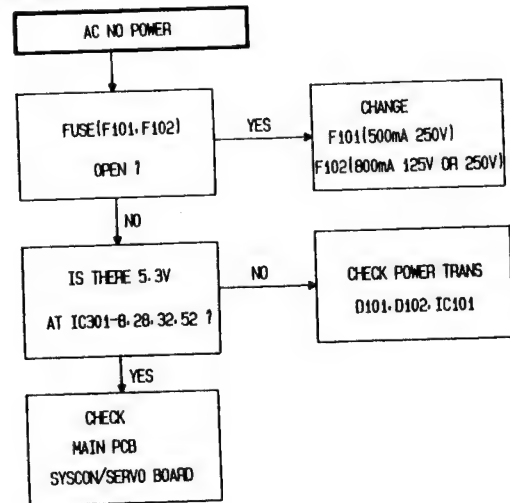 AC NO POWER
FUSE(F101,F102)
OPEN ?
YES
CHANGE
F101(500mA 250V)
F102(800mA 125V OR 250V)
NO
IS THERE 5.3V
AT IC301-8,28,32,52 ?
NO
CHECK POWER TRANS
D101,D102,IC101
YES
CHECK
MAIN PCB
SYSCON/SERVO BOARD